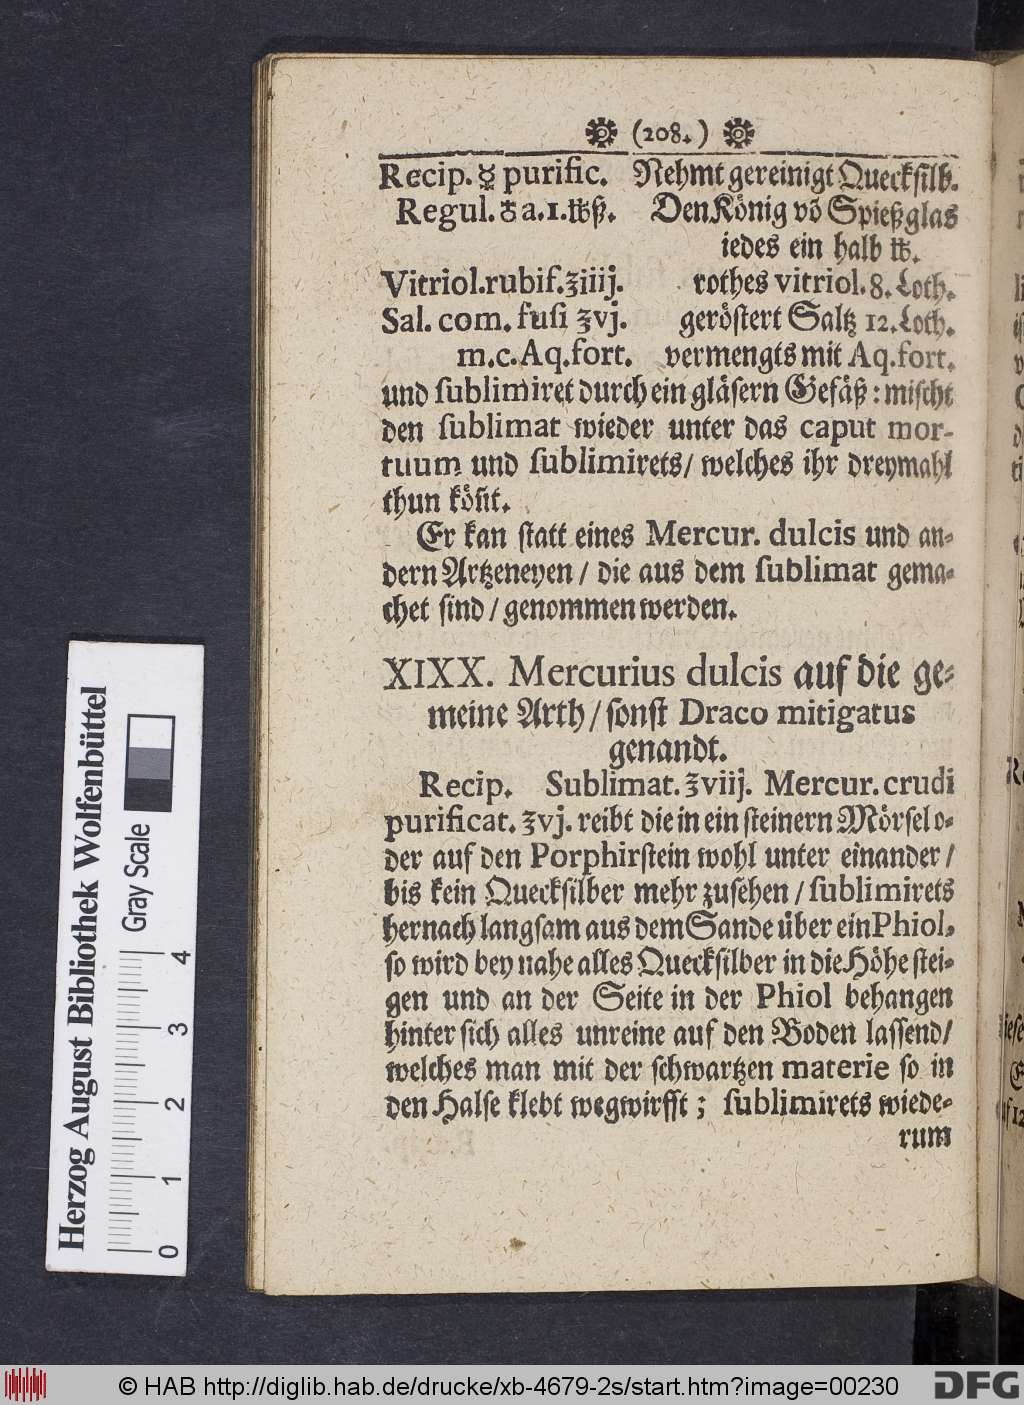 (208.)
Recip. ☿ purific. Nehmt gereinigt Quecksilb.
Regul. ♁ a. 1. ℔ß. Den König võ Spießglas
iedes ein halb ℔.
Vitriol. rubif. ʒiiij. rothes vitriol. 8. Loth.
Sal. com. fusi ʒvj. geröstert Saltz 12. Loth.
m. c. Aq. fort. vermengts mit Aq. fort.
und sublimiret durch ein gläsern Gefäß: mischt
den sublimat wieder unter das caput mor-
tuum und sublimirets/ welches ihr dreymahl
thun köñt.
Er kan statt eines Mercur. dulcis und an-
dern Artzeneyen/ die aus dem sublimat gema-
chet sind/ genommen werden.
XIXX. Mercurius dulcis auf die ge-
meine Arth/ sonst Draco mitigatus
genandt.
Recip. Sublimat. ʒviij. Mercur. crudi
purificat. ʒvj. reibt die in ein steinern Mörsel o-
der auf den Porphirstein wohl unter einander/
bis kein Quecksilber mehr zusehen/ sublimirets
hernach langsam aus dem Sande über ein Phiol,
so wird bey nahe alles Quecksilber in die Höhe stei-
gen und an der Seite in der Phiol behangen
hinter sich alles unreine auf den Boden lassend/
welches man mit der schwartzen materie so in
den Halse klebt wegwirfft; sublimirets wiede-
rum
Herzog August Bibliothek Wolfenbüttel
Gray Scale
0 1 2 3 4
© HAB http://diglib.hab.de/drucke/xb-4679-2s/start.htm?image=00230
DFG